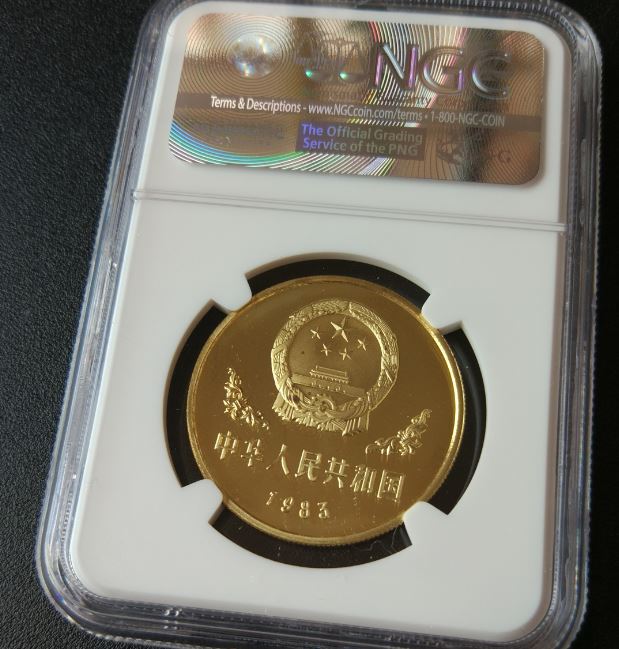 NGC
Terms & Descriptions - www.NGCcoin.com/terms • 1-800-NGC-COIN
The Official Grading
Service of the PNG
中华人民共和国
1983